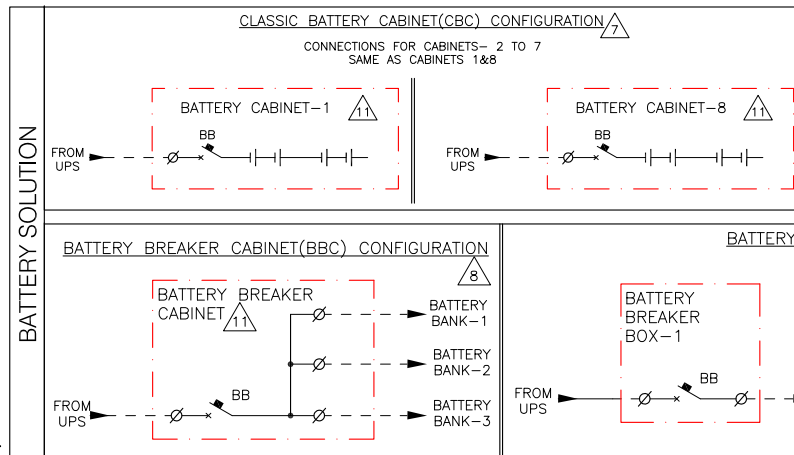 BATTERY SOLUTION
CLASSIC BATTERY CABINET(CBC) CONFIGURATION 7
CONNECTIONS FOR CABINETS- 2 TO 7
SAME AS CABINETS 1&8
BATTERY CABINET-1 11
BB
FROM
UPS
BATTERY CABINET-8 11
BB
FROM
UPS
BATTERY BREAKER CABINET(BBC) CONFIGURATION
8
BATTERY BREAKER
CABINET 11
BB
FROM
UPS
BATTERY
BANK-1
BATTERY
BANK-2
BATTERY
BANK-3
BATTERY
BATTERY
BREAKER
BOX-1
BB
FROM
UPS